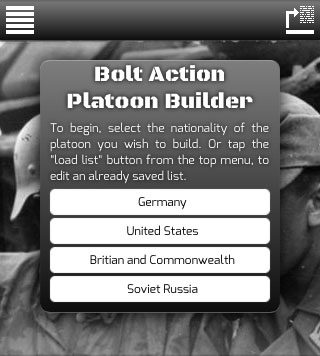 Bolt Action
Platoon Builder
To begin, select the nationality of the
platoon you wish to build. Or tap the
"load list" button from the top menu, to
edit an already saved list.
Germany
United States
Britian and Commonwealth
Soviet Russia